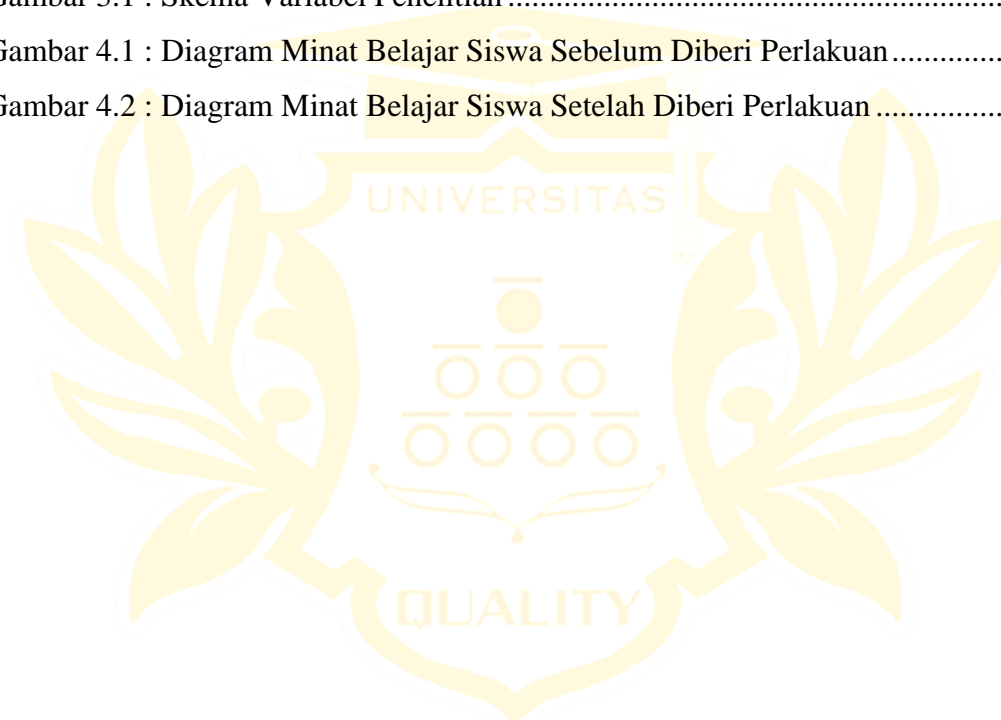 Gambar 3.1 : Skema Variabel Penelitian ............................................................
Gambar 4.1 : Diagram Minat Belajar Siswa Sebelum Diberi Perlakuan ..............
Gambar 4.2 : Diagram Minat Belajar Siswa Setelah Diberi Perlakuan ................
UNIVERSITAS
QUALITY